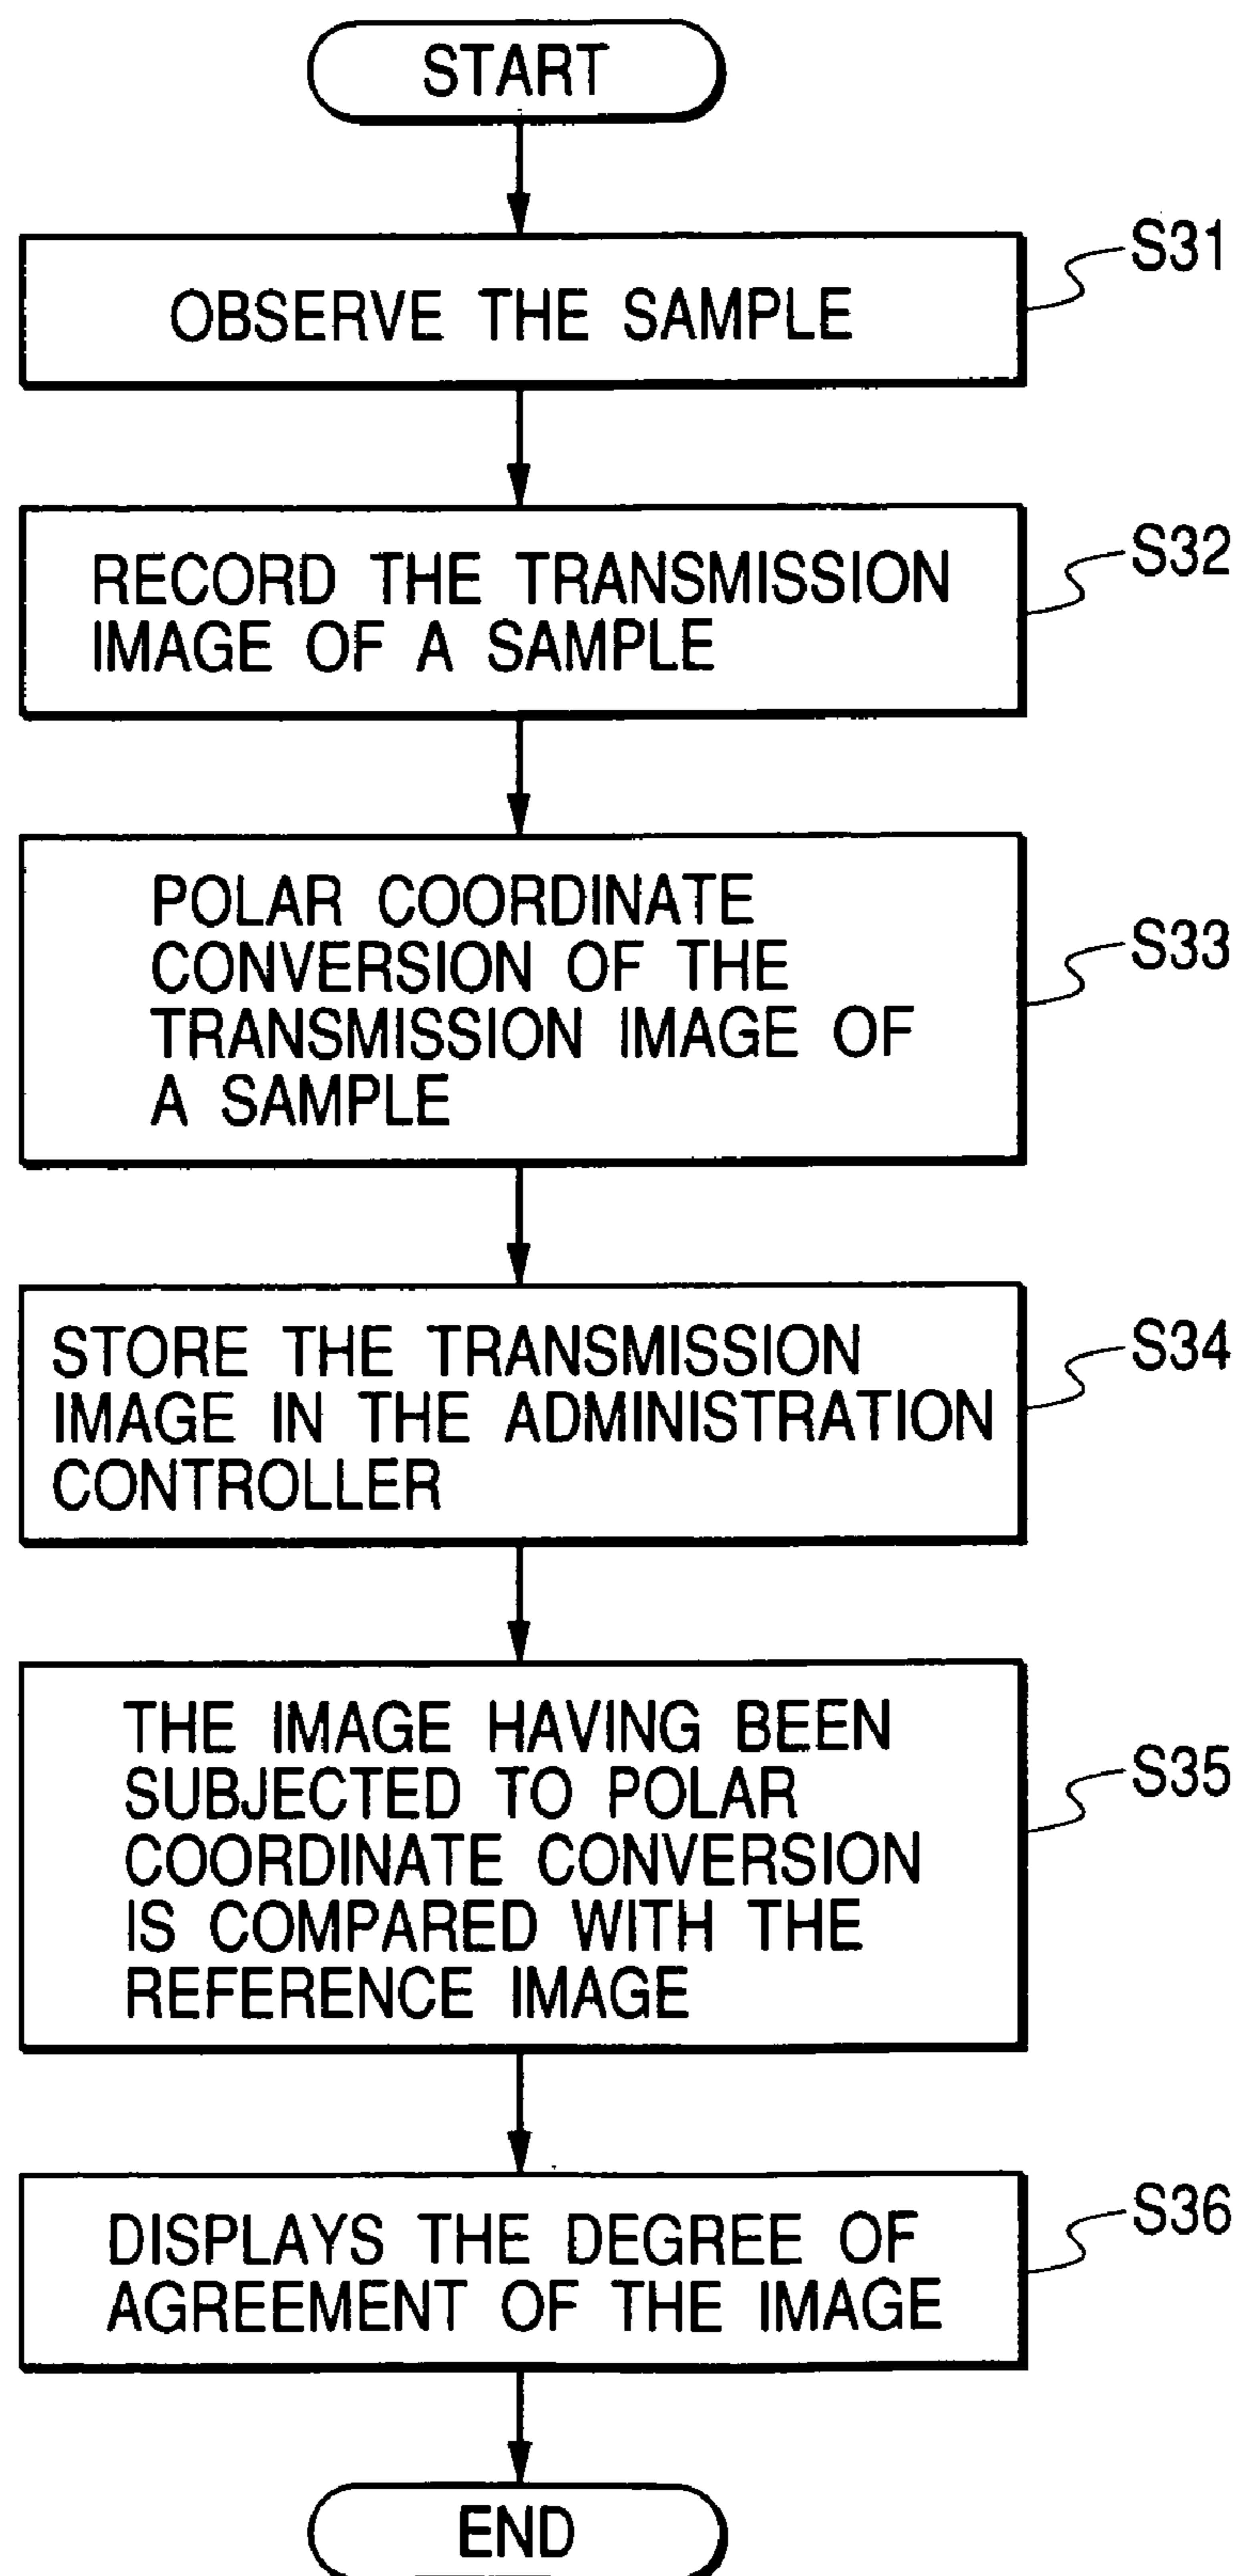 START
OBSERVE THE SAMPLE
S31
RECORD THE TRANSMISSION
IMAGE OF A SAMPLE
S32
POLAR COORDINATE
CONVERSION OF THE
TRANSMISSION IMAGE OF
A SAMPLE
S33
STORE THE TRANSMISSION
IMAGE IN THE ADMINISTRATION
CONTROLLER
S34
THE IMAGE HAVING BEEN
SUBJECTED TO POLAR
COORDINATE CONVERSION
IS COMPARED WITH THE
REFERENCE IMAGE
S35
DISPLAYS THE DEGREE OF
AGREEMENT OF THE IMAGE
S36
END